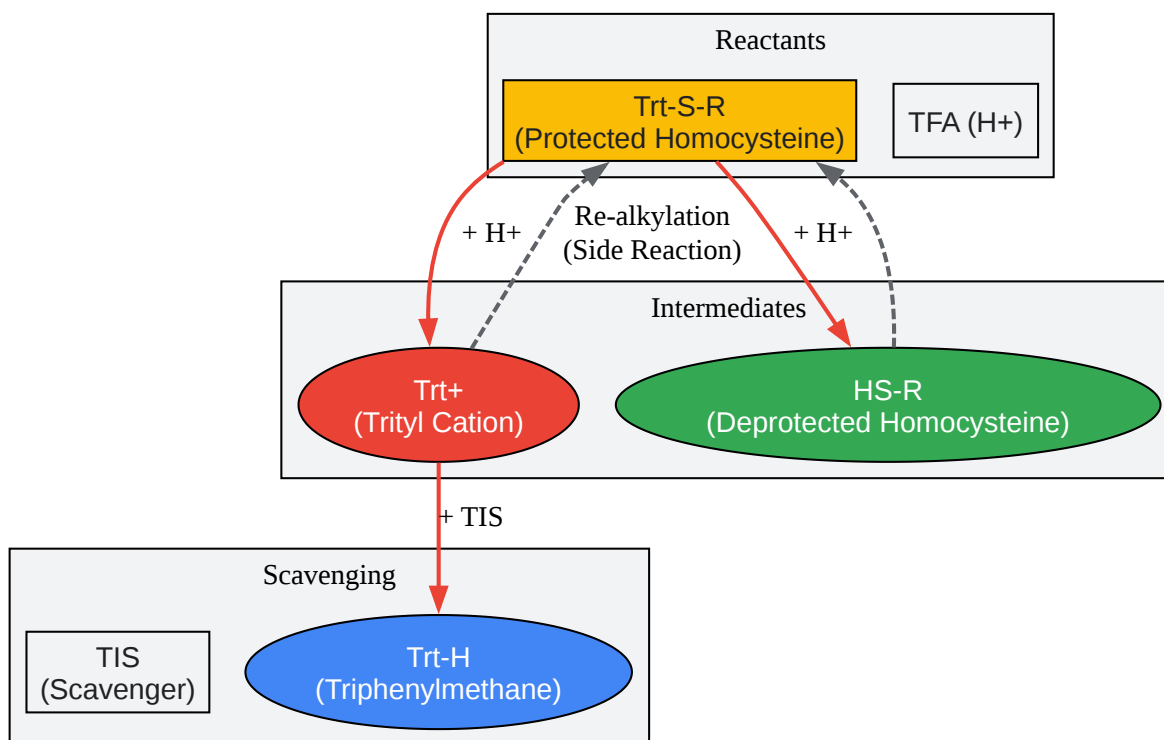 Reactants
Trt-S-R
(Protected Homocysteine)
TFA (H+)
+ H+
Re-alkylation
(Side Reaction)
+ H+
Intermediates
Trt+
(Trityl Cation)
HS-R
(Deprotected Homocysteine)
+ TIS
Scavenging
TIS
(Scavenger)
Trt-H
(Triphenylmethane)